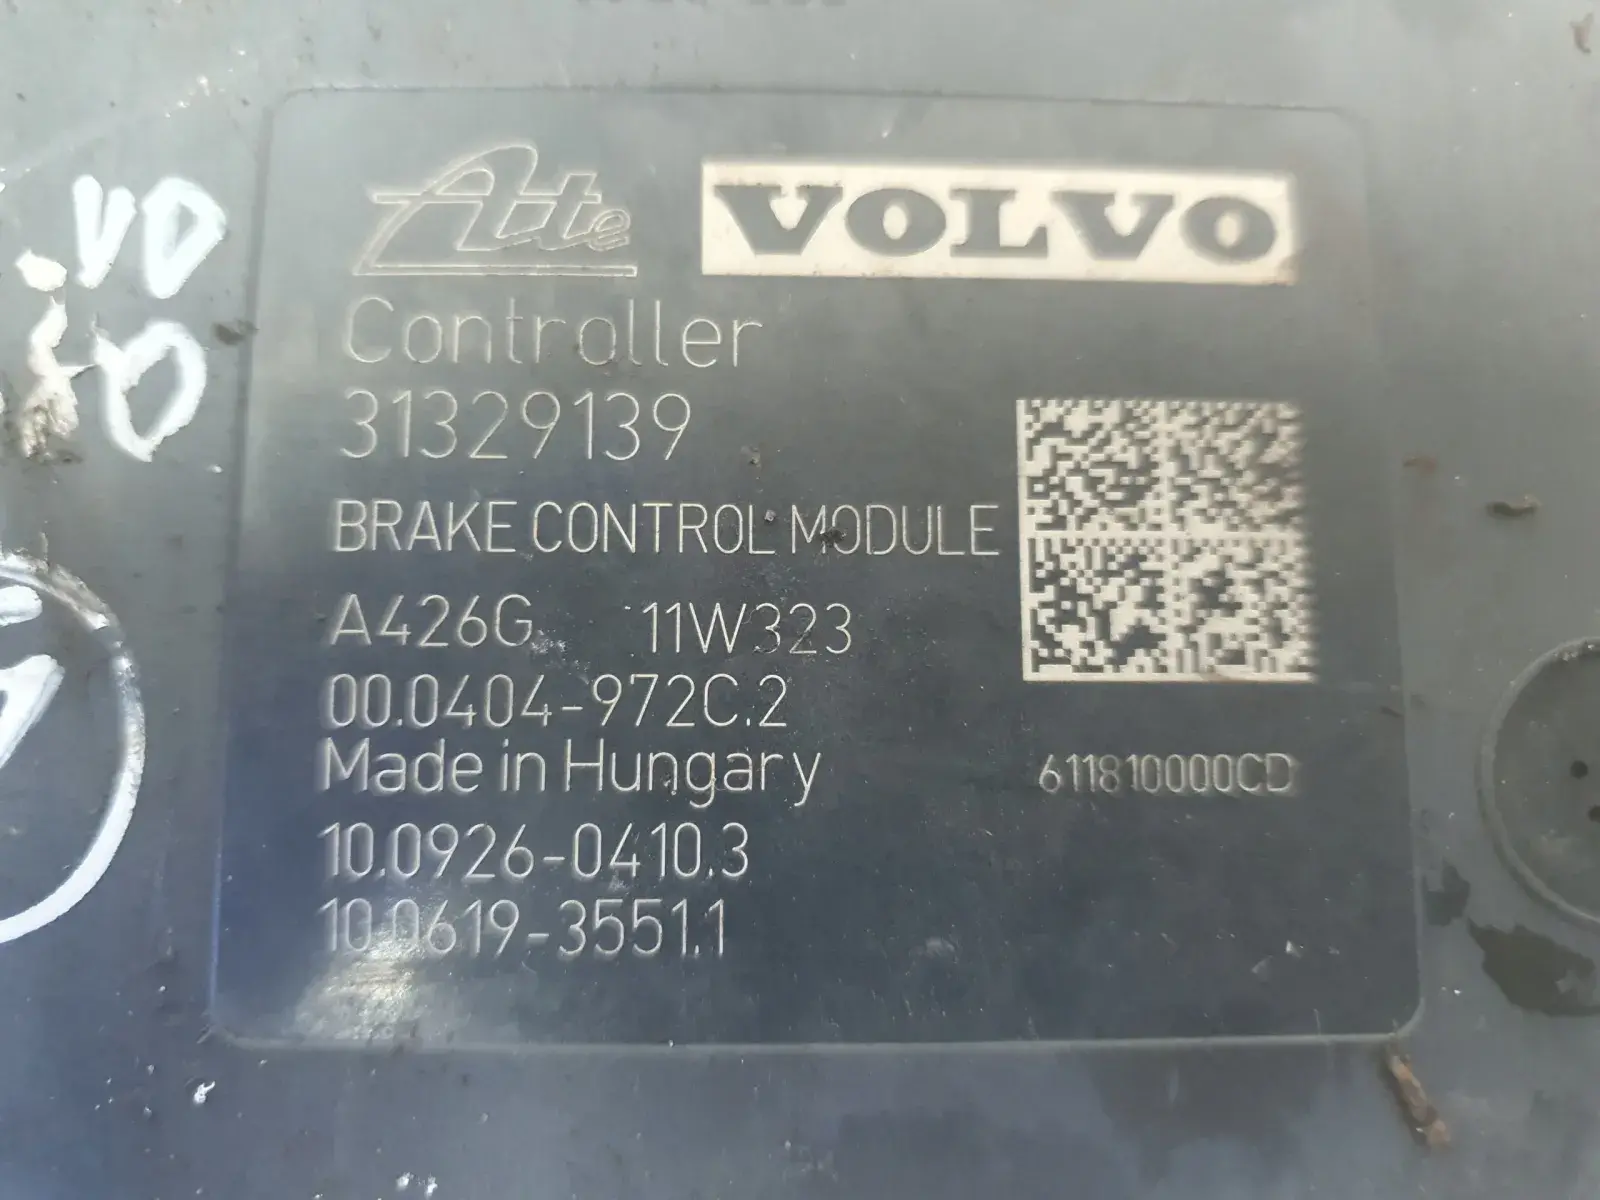 Ate VOLVO
Controller
31329139
BRAKE CONTROL MODULE
A426G 11W323
00.0404-972C.2
Made in Hungary
611810000CD
10.0926-0410.3
10.0619-3551.1